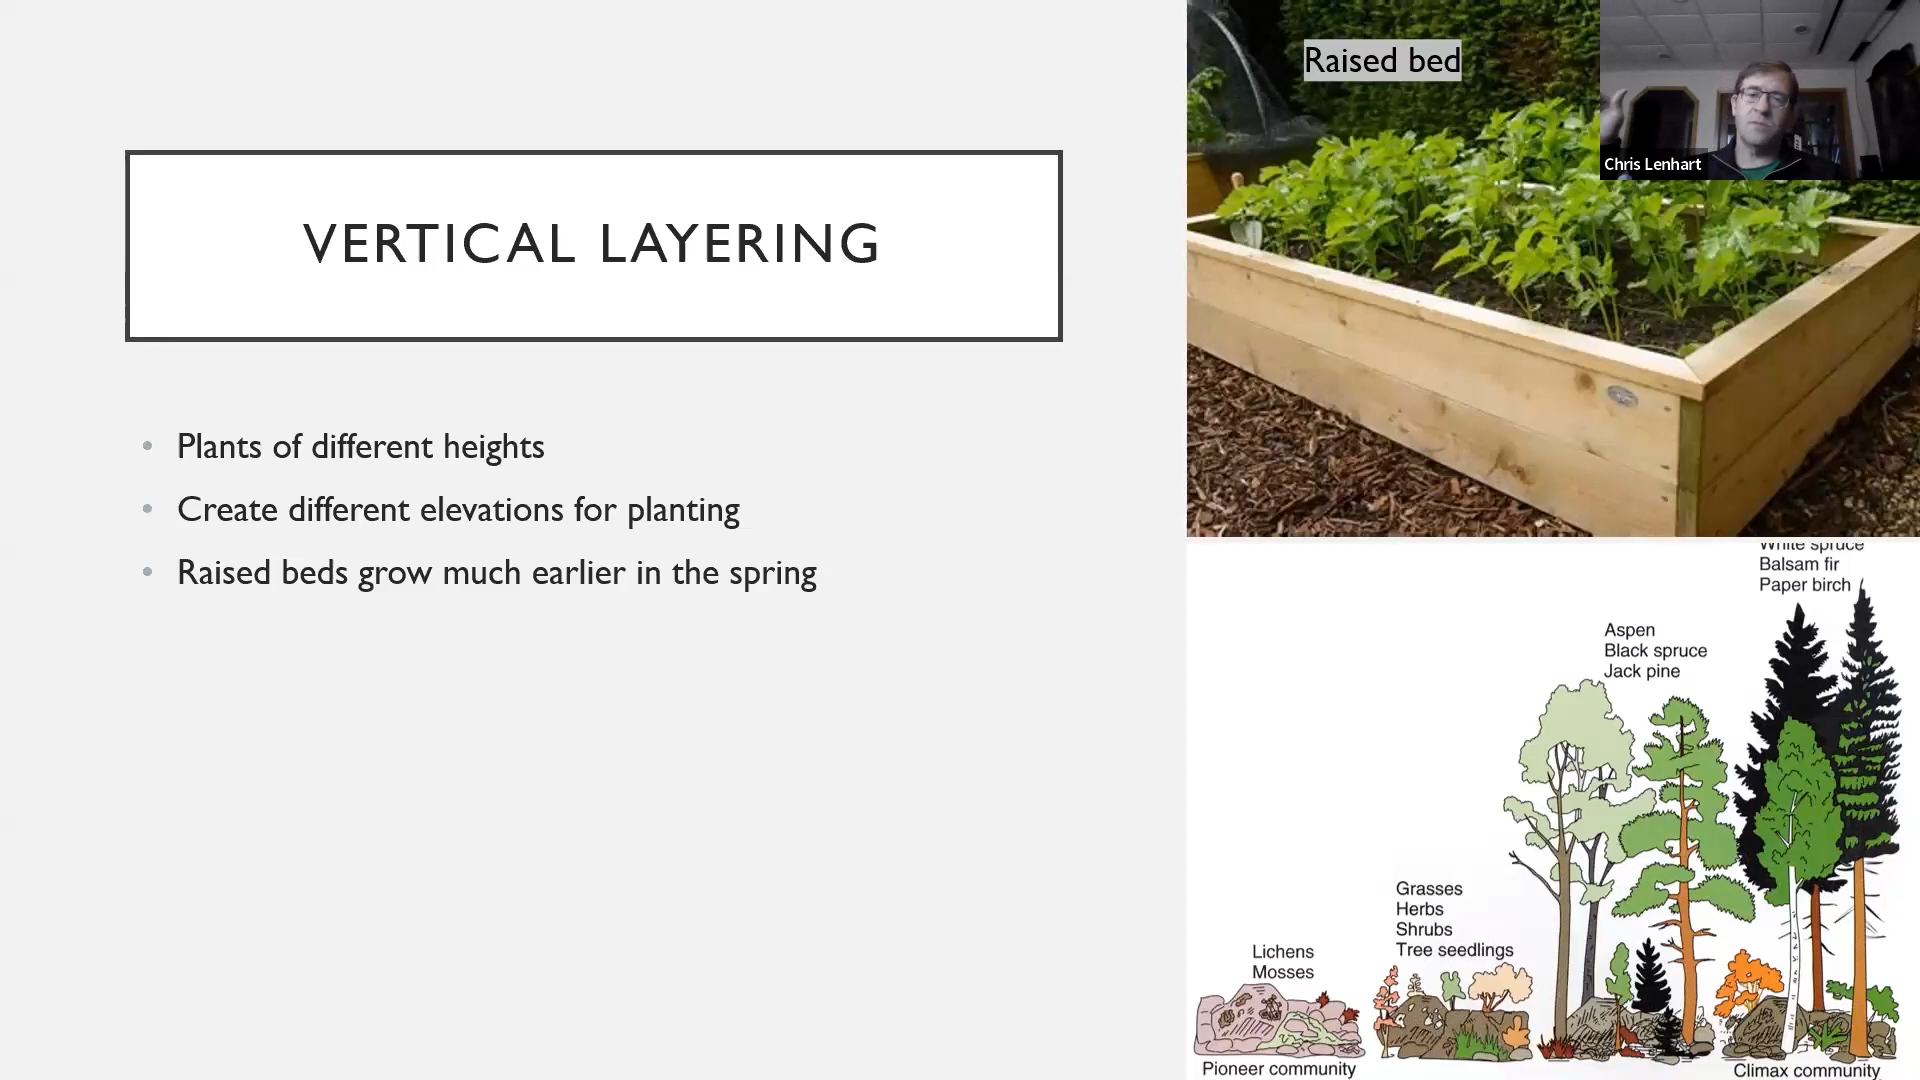 VERTICAL LAYERING
Plants of different heights
Create different elevations for planting
Raised beds grow much earlier in the spring
Raised bed
Chris Lenhart
White spruce
Balsam fir
Paper birch
Aspen
Black spruce
Jack pine
Grasses
Herbs
Shrubs
Tree seedlings
Lichens
Mosses
Pioneer community
Climax community